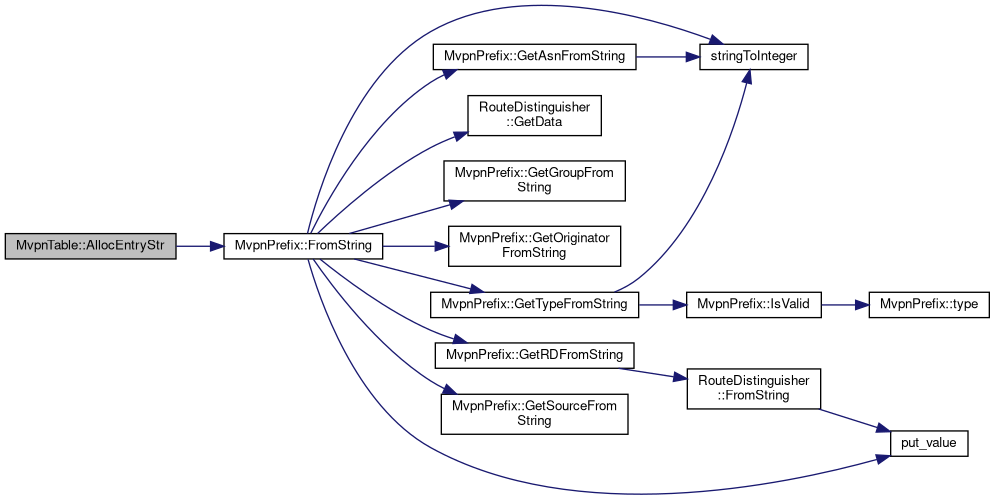 MvpnTable::AllocEntryStr
MvpnPrefix::FromString
MvpnPrefix::GetAsnFromString
stringToInteger
RouteDistinguisher
::GetData
MvpnPrefix::GetGroupFrom
String
MvpnPrefix::GetOriginator
FromString
MvpnPrefix::GetTypeFromString
MvpnPrefix::IsValid
MvpnPrefix::type
MvpnPrefix::GetRDFromString
RouteDistinguisher
::FromString
MvpnPrefix::GetSourceFrom
String
put_value